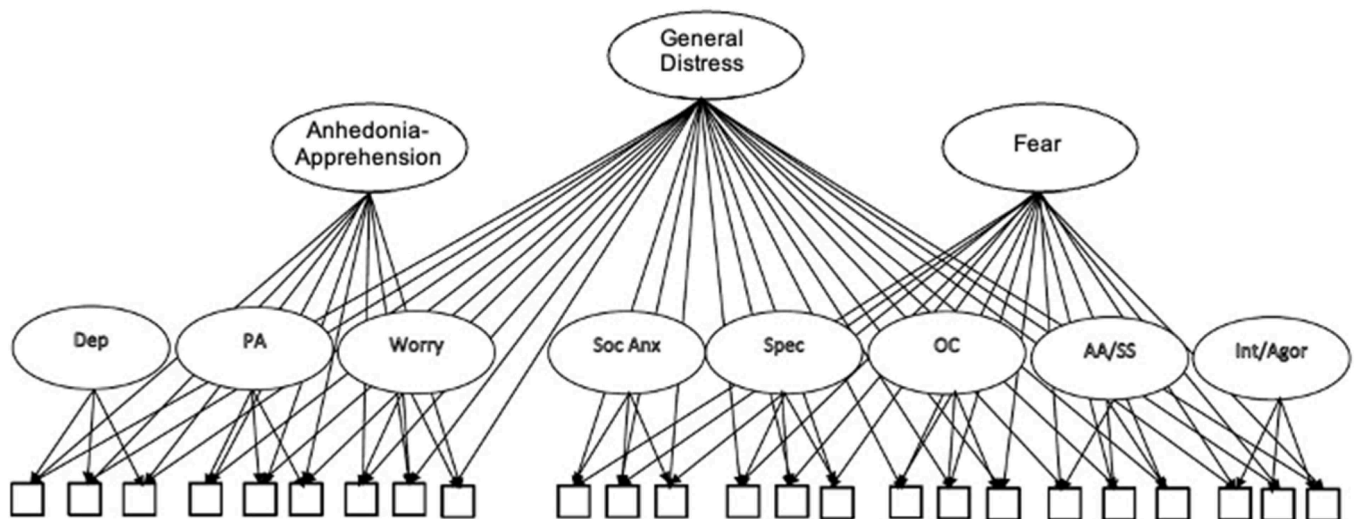 General
Distress
Anhedonia-
Apprehension
Fear
Dep
PA
Worry
Soc Anx
Spec
OC
AA/SS
Int/Agor